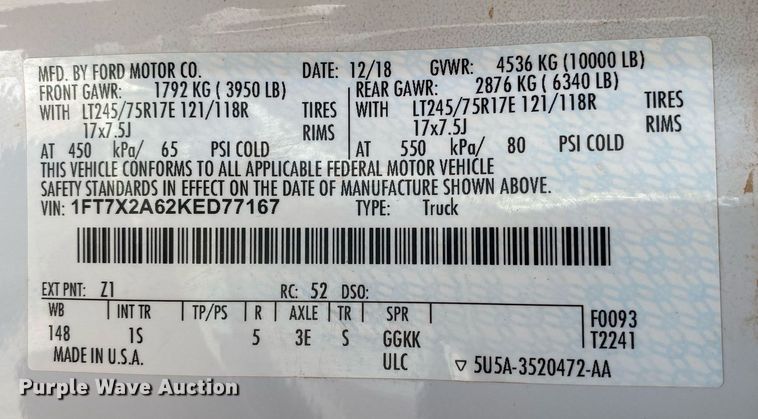 MFD. BY FORD MOTOR CO. DATE: 12/18 GVWR: 4536 KG (10000 LB)
FRONT GAWR: 1792 KG ( 3950 LB) REAR GAWR: 2876 KG ( 6340 LB)
WITH LT245/75R17E 121/118R TIRES WITH LT245/75R17E 121/118R TIRES
17x7.5J RIMS 17x7.5J RIMS
AT 450 kPa/ 65 PSI COLD AT 550 kPa/ 80 PSI COLD
THIS VEHICLE CONFORMS TO ALL APPLICABLE FEDERAL MOTOR VEHICLE
SAFETY STANDARDS IN EFFECT ON THE DATE OF MANUFACTURE SHOWN ABOVE.
VIN: 1FT7X2A62KED77167 TYPE: Truck
EXT PNT: Z1 RC: 52 DSO:
WB INT TR TP/PS R AXLE TR SPR F0093
148 1S 5 3E S GGKK T2241
MADE IN U.S.A. ULC ▽ 5U5A-3520472-AA
Purple Wave Auction